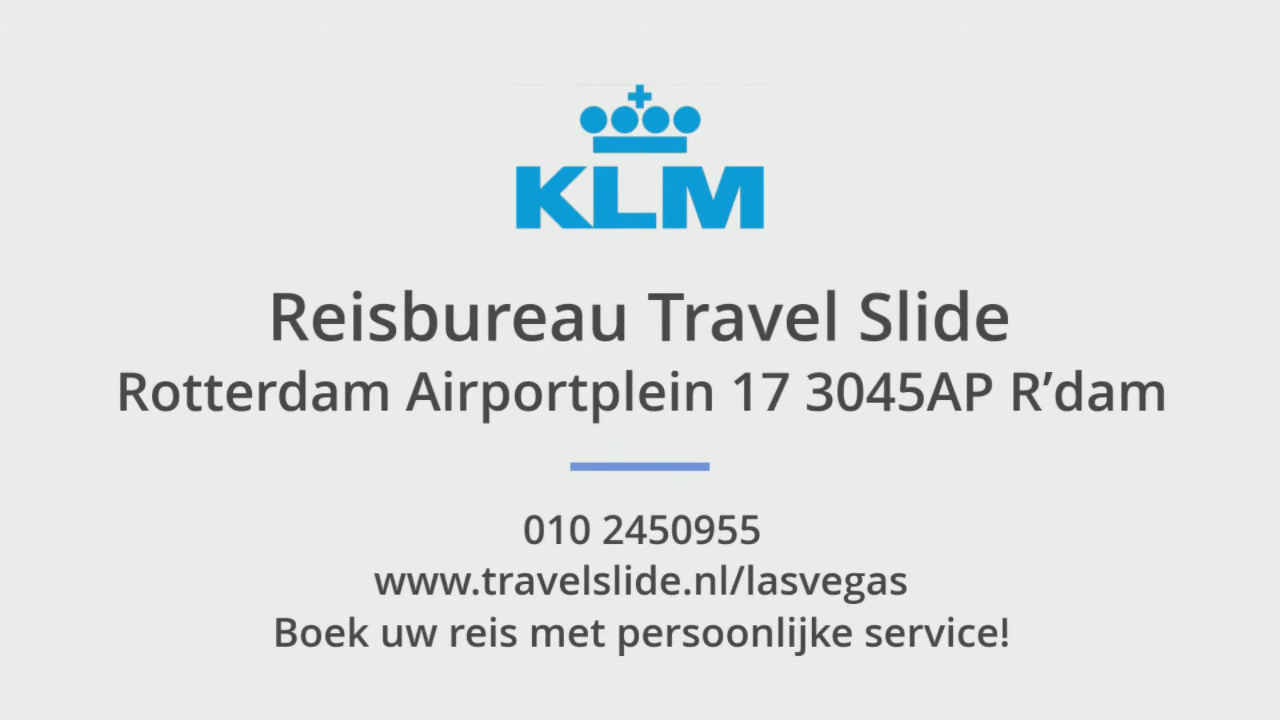 KLM
Reisbureau Travel Slide
Rotterdam Airportplein 17 3045AP R’dam
010 2450955
www.travelslide.nl/lasvegas
Boek uw reis met persoonlijke service!